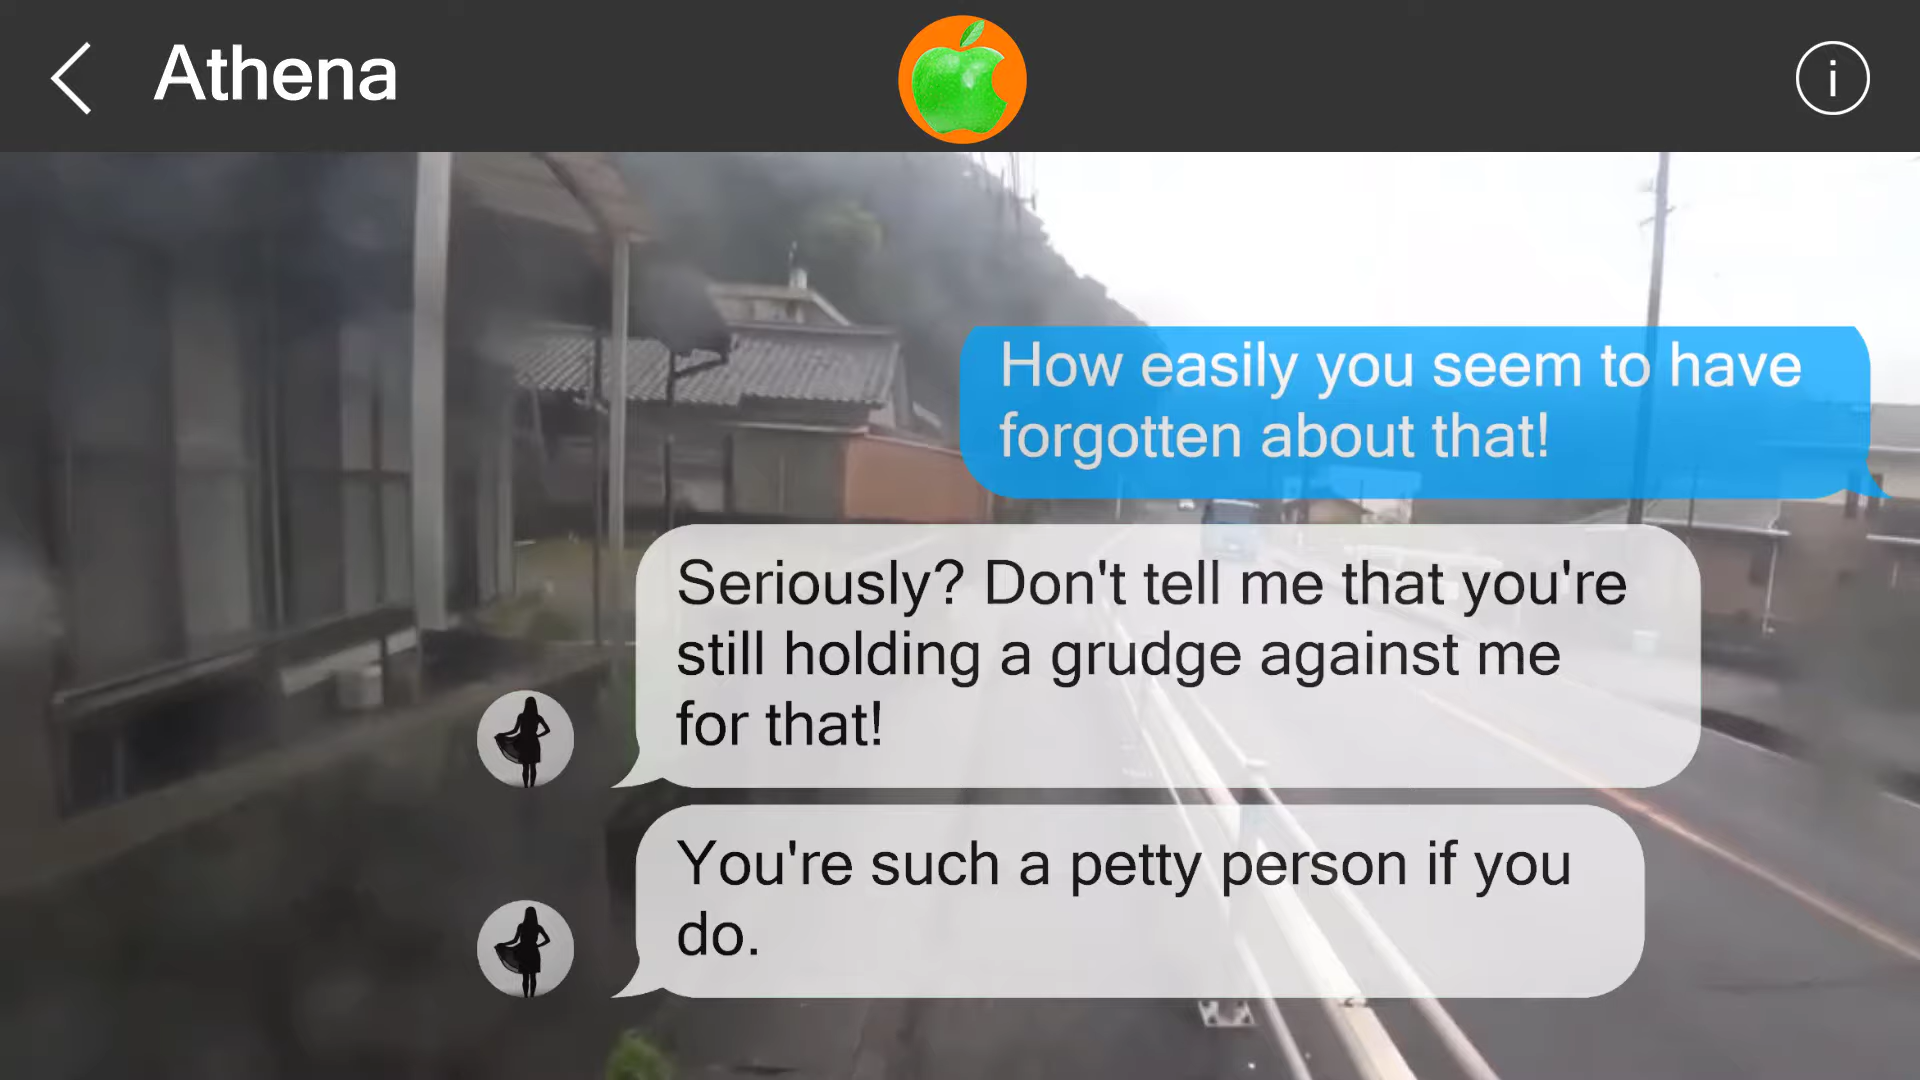 Athena
How easily you seem to have
forgotten about that!
Seriously? Don't tell me that you're
still holding a grudge against me
for that!
You're such a petty person if you
do.